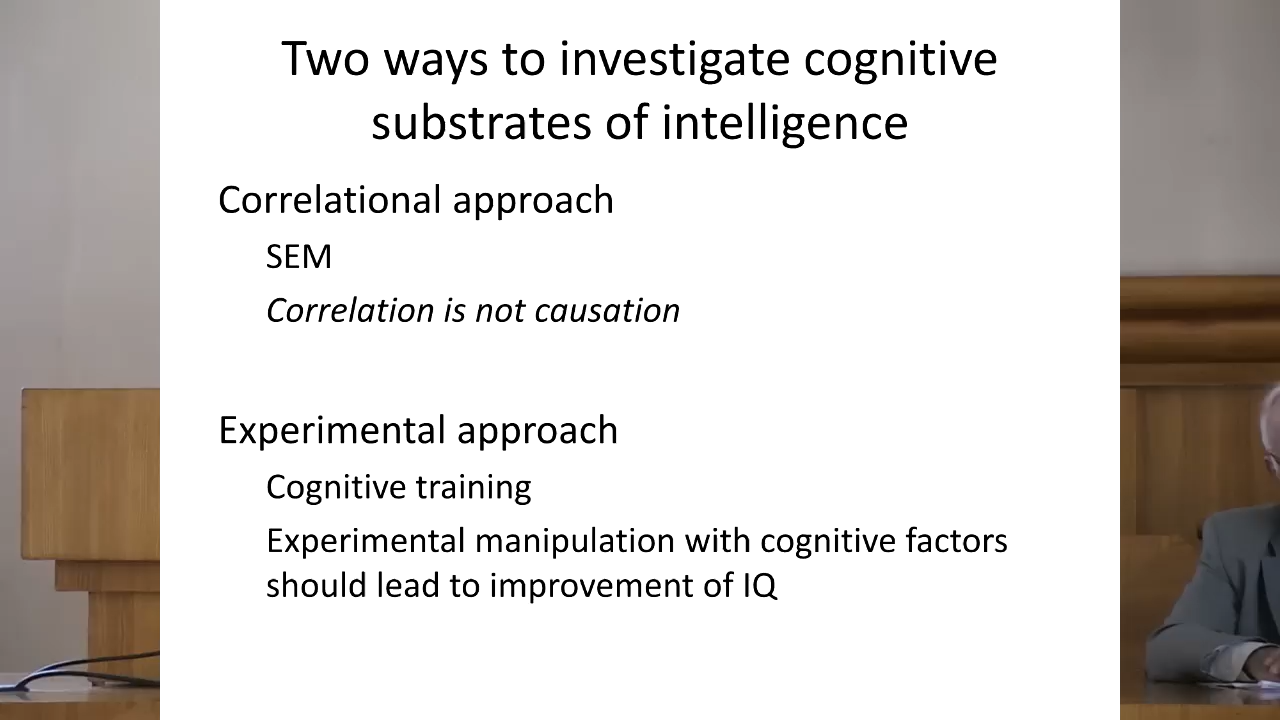 Two ways to investigate cognitive
substrates of intelligence
Correlational approach
SEM
Correlation is not causation
Experimental approach
Cognitive training
Experimental manipulation with cognitive factors
should lead to improvement of IQ